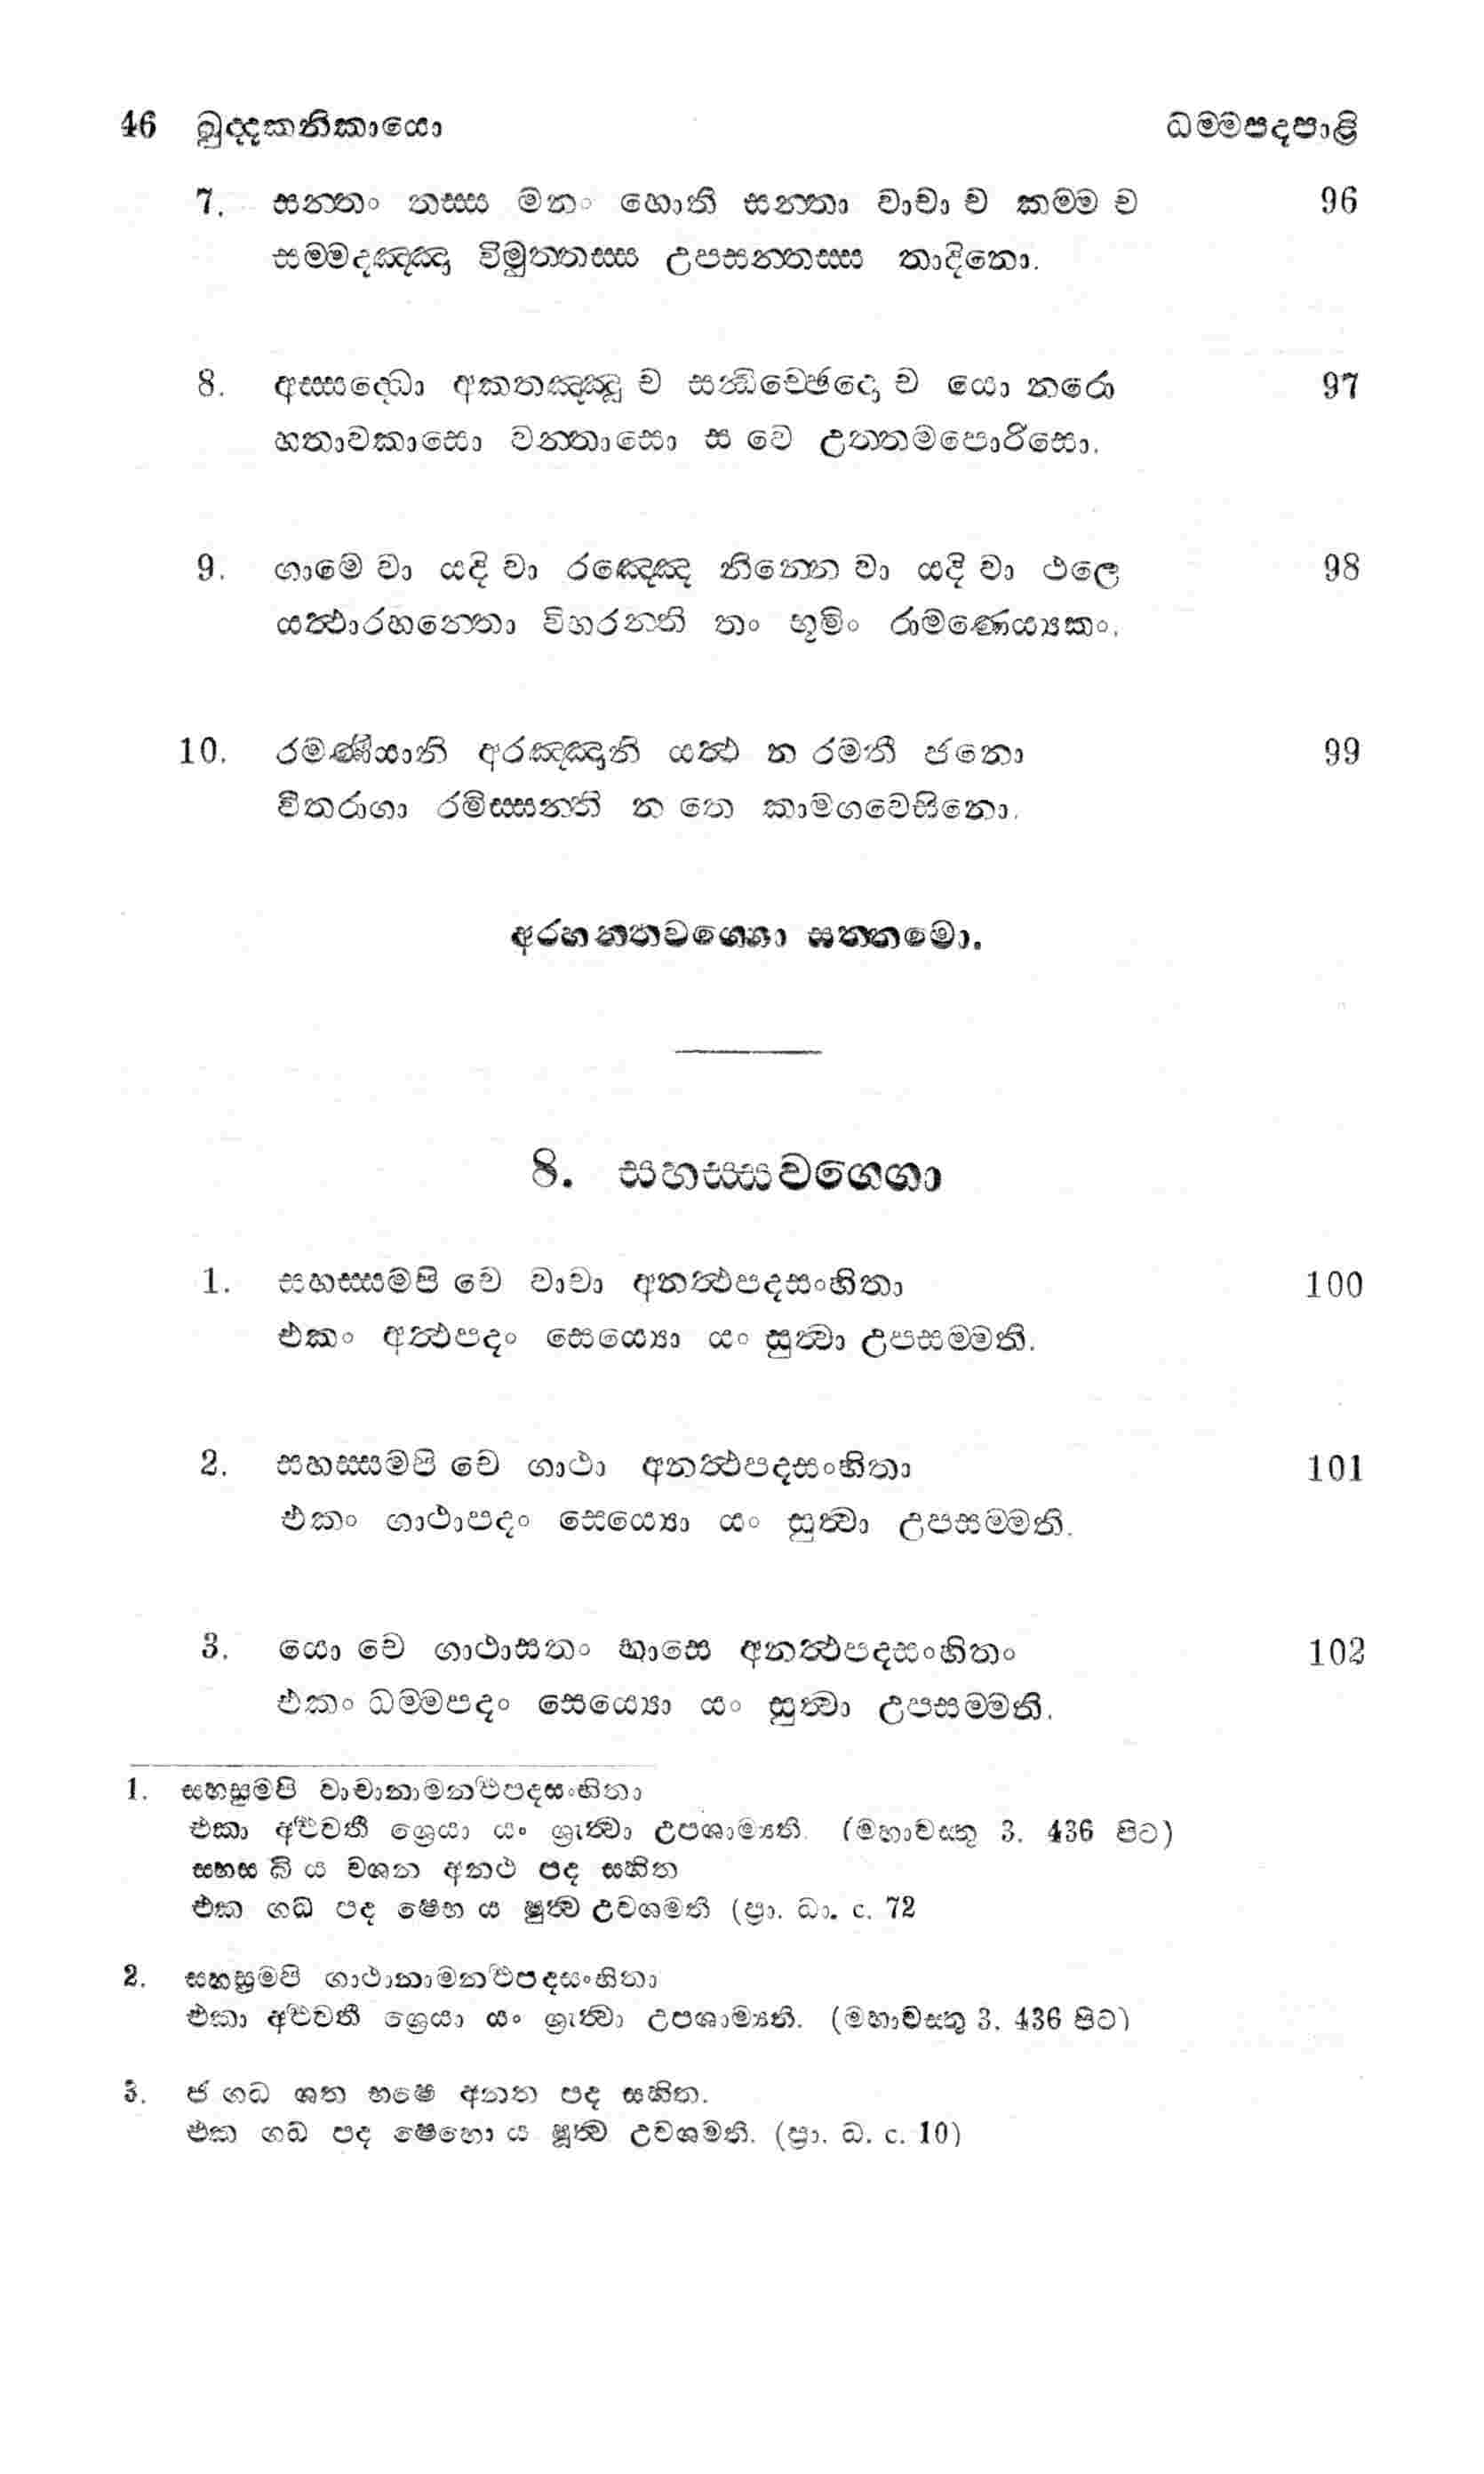 46 ඛුද්දකනිකායො ධම්මපදපාළි
7. සන්තං තස්ස මනං හොති සන්තා වාචා ච කම්ම ච 96
සම්මදඤ්ඤා විමුත්තස්ස උපසන්තස්ස තාදිනො.
8. අස්සද්ධො අකතඤ්ඤූ ච සන්ධිච්ඡෙදො ච යො නරො 97
හතාවකාසො වන්තාසො ස වෙ උත්තමපොරිසො.
9. ගාමෙ වා යදි වා රඤ්ඤෙ නින්නෙ වා යදි වා ථලෙ 98
යත්ථාරහන්තො විහරන්ති තං භූමිං රාමණෙය්‍යකං.
10. රමණීයානි අරඤ්ඤානි යත්ථ න රමතී ජනො 99
වීතරාගා රමිස්සන්ති න තෙ කාමගවෙසිනො.
අරහන්තවග්ගො සත්තමො.
8. සහස්සවග්ගො
1. සහස්සමපි චෙ වාචා අනත්ථපදසංහිතා 100
එකං අත්ථපදං සෙය්‍යො යං සුත්වා උපසම්මති.
2. සහස්සමපි චෙ ගාථා අනත්ථපදසංහිතා 101
එකං ගාථාපදං සෙය්‍යො යං සුත්වා උපසම්මති.
3. යො චෙ ගාථාසතං භාසෙ අනත්ථපදසංහිතං 102
එකං ධම්මපදං සෙය්‍යො යං සුත්වා උපසම්මති.
1. සහස්‍රමපි වාචානාමනර්‍ථපදසංහිතා
එකා අර්‍ථවතී ශ්‍රෙයා යං ශ්‍රුත්වා උපශාම්‍යති. (මහාවස්තු 3. 436 පිට)
සහස බි ය වශන අනථ පද සහිත
එක ගධ පද ෂෙභ ය ෂුත්ව උවශමති (ප්‍රා. ධා. c. 72
2. සහස්‍රමපි ගාථානාමනර්‍ථපදසංහිතා
එකා අර්‍ථවතී ශ්‍රෙයා යං ශ්‍රුත්වා උපශාම්‍යති. (මහාවස්තු 3. 436 පිට)
3. ජ ගධ ශත භෂෙ අනත පද සහිත.
එක ගධ පද ෂෙහො ය ෂූත්ව උවශමති. (ප්‍රා. ධ. c. 10)